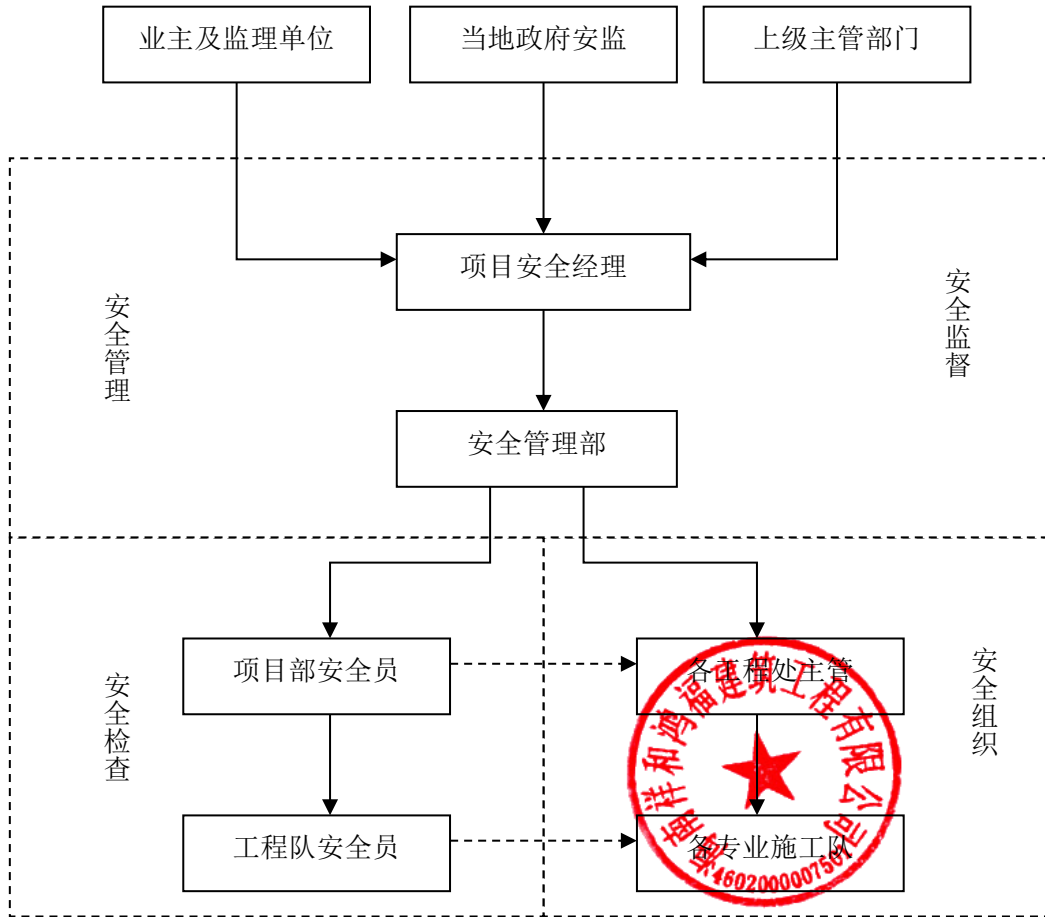 业主及监理单位
当地政府安监
上级主管部门
项目安全经理
安全管理
安全监督
安全管理部
项目部安全员
各工程处主管
安全检查
安全组织
工程队安全员
各专业施工队
海南祥和鸿福建筑工程有限公司